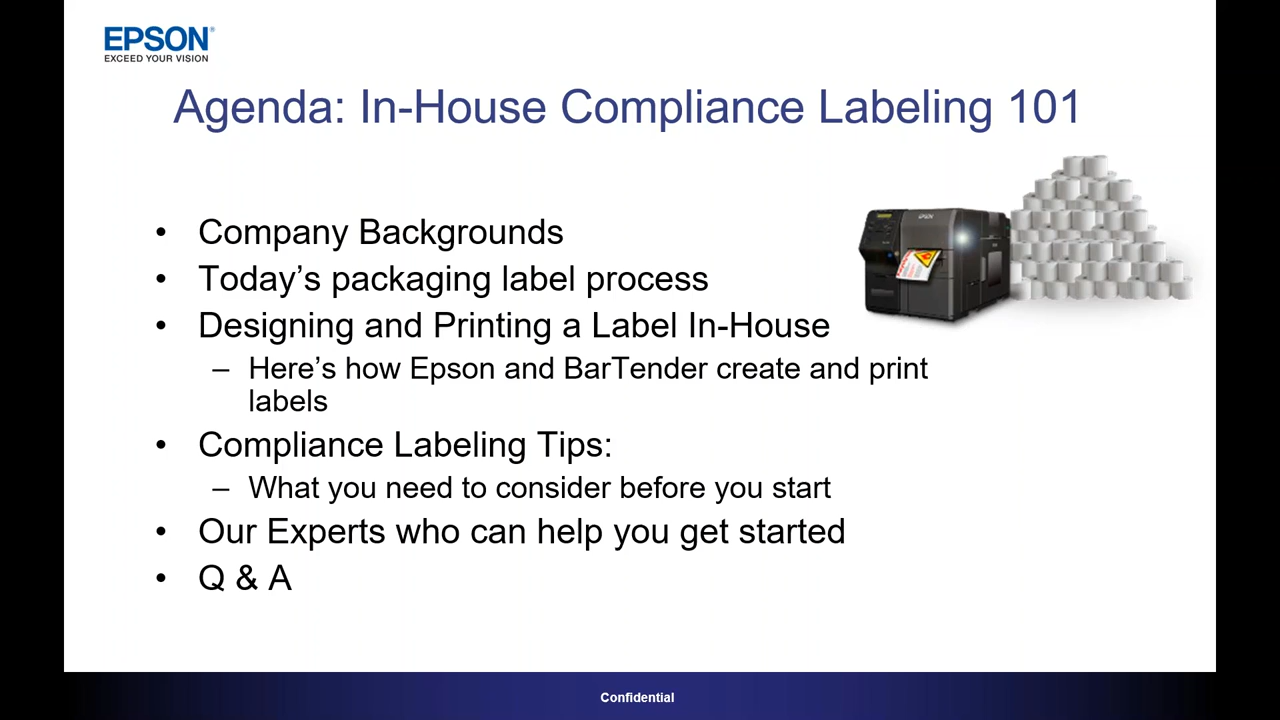 EPSON
EXCEED YOUR VISION
Agenda: In-House Compliance Labeling 101
• Company Backgrounds
• Today’s packaging label process
• Designing and Printing a Label In-House
– Here’s how Epson and BarTender create and print
labels
• Compliance Labeling Tips:
– What you need to consider before you start
• Our Experts who can help you get started
• Q & A
EPSON
Confidential